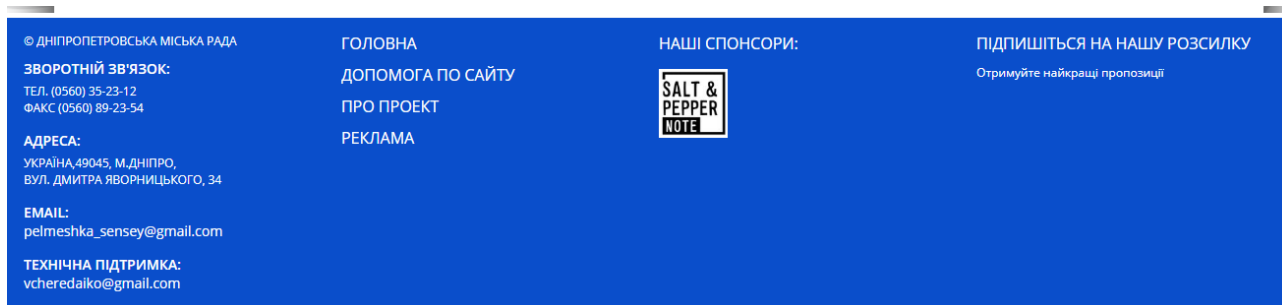 © ДНІПРОПЕТРОВСЬКА МІСЬКА РАДА
ЗВОРОТНІЙ ЗВ'ЯЗОК:
ТЕЛ. (0560) 35-23-12
ФАКС (0560) 89-23-54
АДРЕСА:
УКРАЇНА,49045, М.ДНІПРО,
ВУЛ. ДМИТРА ЯВОРНИЦЬКОГО, 34
EMAIL:
pelmeshka_sensey@gmail.com
ТЕХНІЧНА ПІДТРИМКА:
vcheredaiko@gmail.com
ГОЛОВНА
ДОПОМОГА ПО САЙТУ
ПРО ПРОЕКТ
РЕКЛАМА
НАШІ СПОНСОРИ:
SALT &
PEPPER
NOTE
ПІДПИШІТЬСЯ НА НАШУ РОЗСИЛКУ
Отримуйте найкращі пропозиції